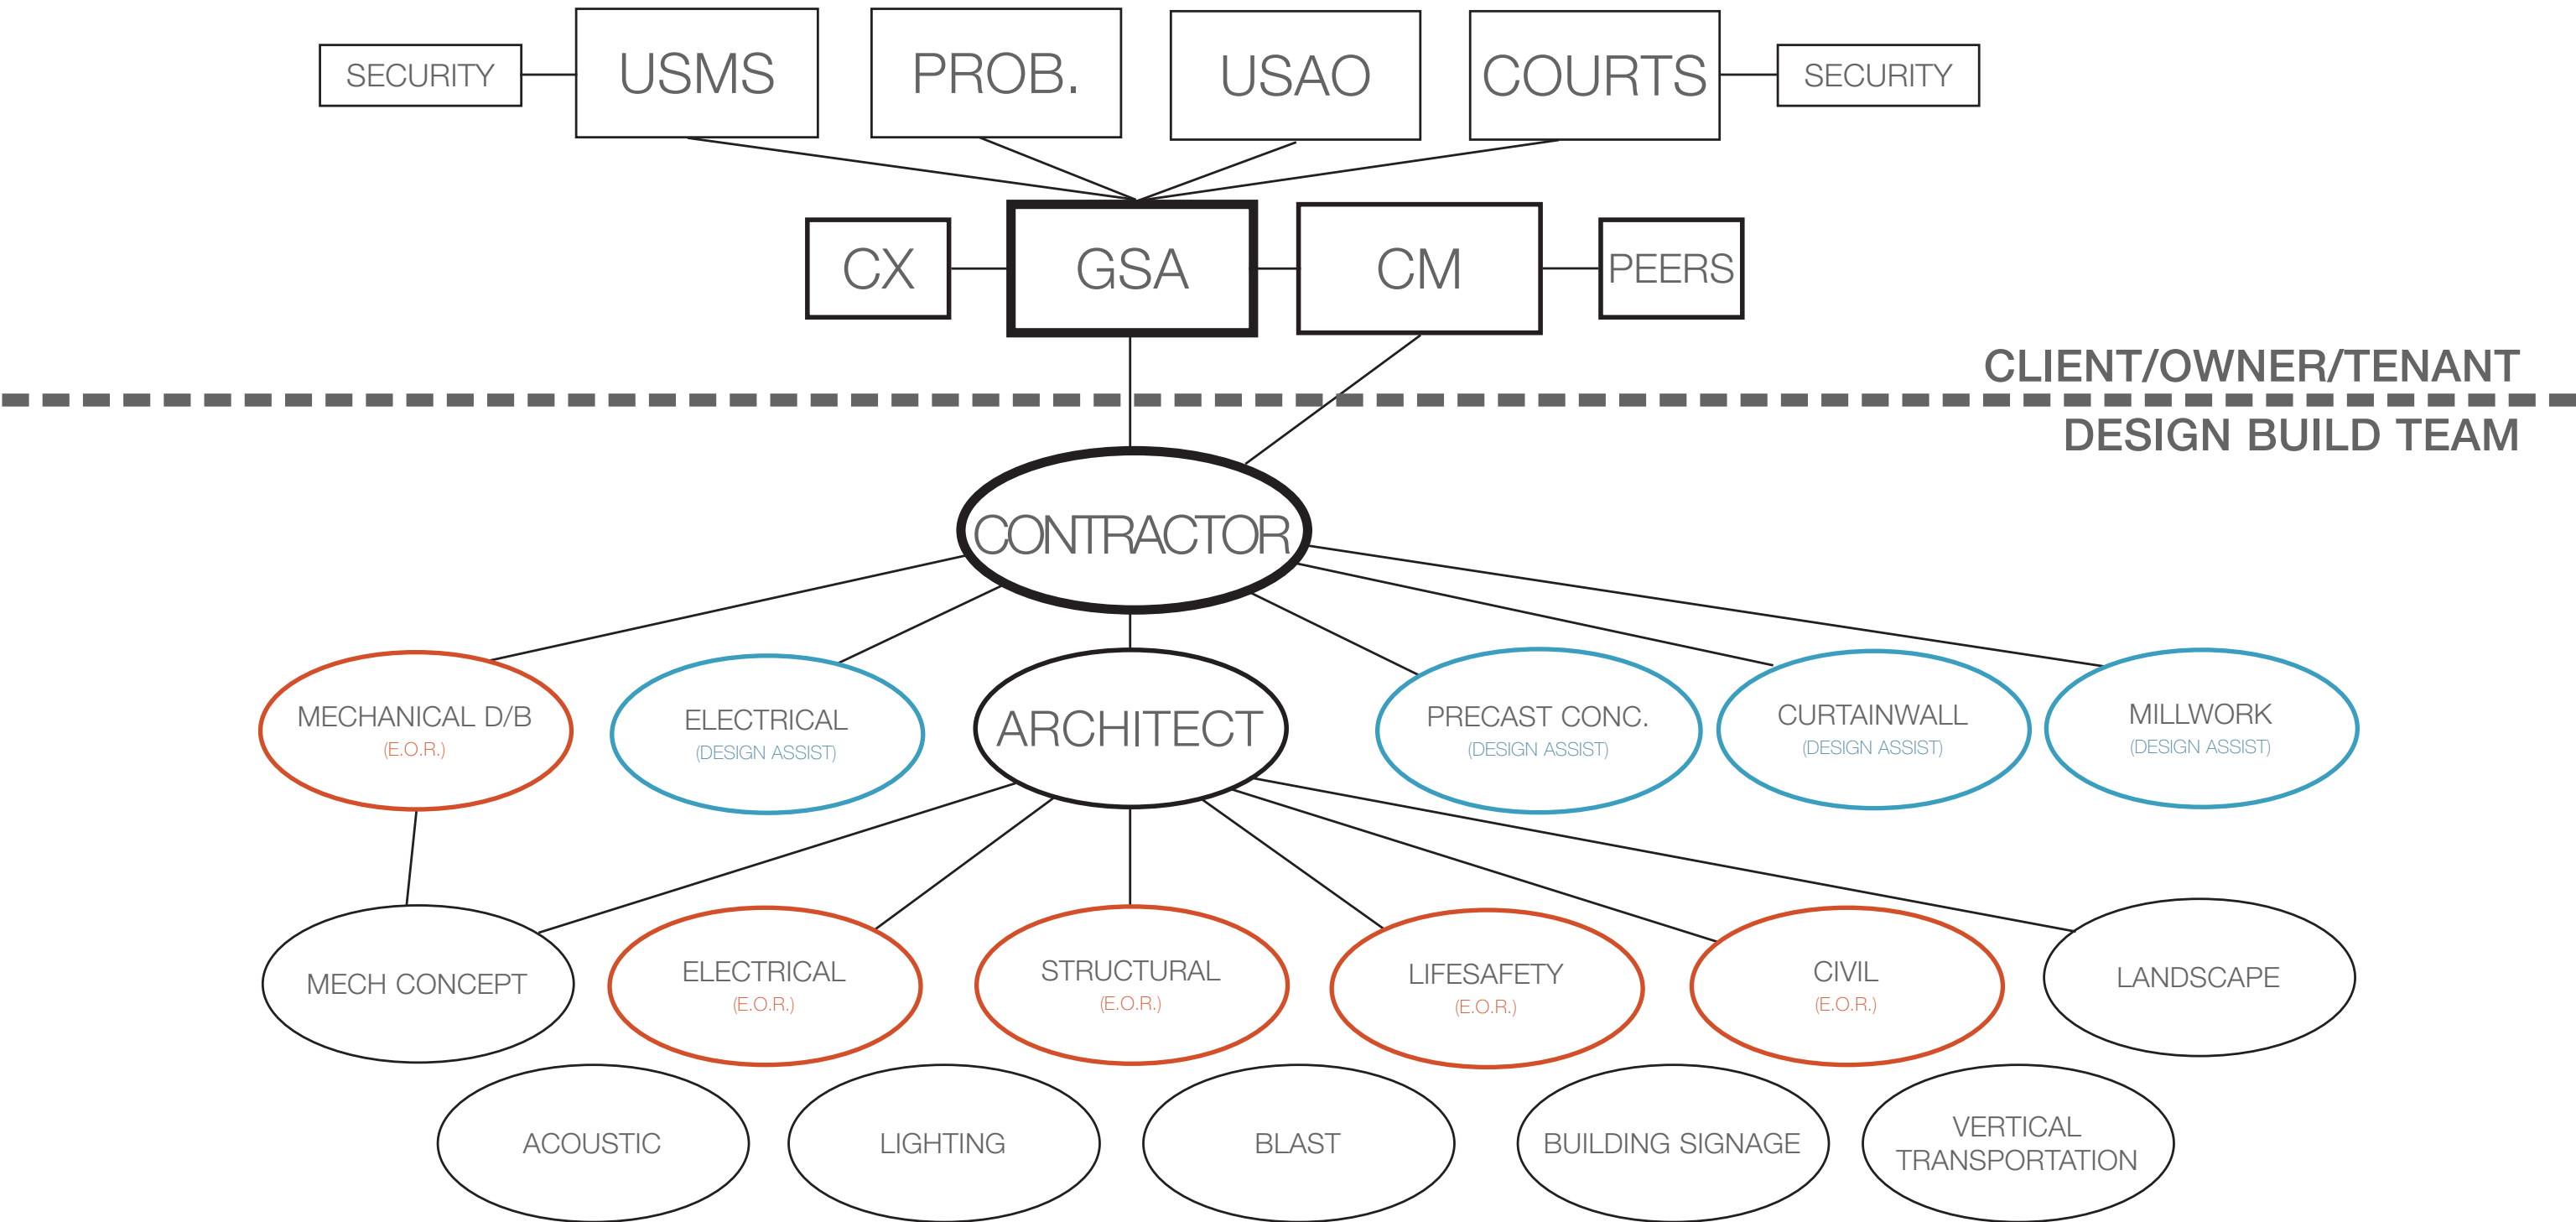 SECURITY
USMS
PROB.
USAO
COURTS
SECURITY
CX
GSA
CM
PEERS
CLIENT/OWNER/TENANT
DESIGN BUILD TEAM
CONTRACTOR
MECHANICAL D/B
(E.O.R.)
ELECTRICAL
(DESIGN ASSIST)
ARCHITECT
PRECAST CONC.
(DESIGN ASSIST)
CURTAINWALL
(DESIGN ASSIST)
MILLWORK
(DESIGN ASSIST)
MECH CONCEPT
ELECTRICAL
(E.O.R.)
STRUCTURAL
(E.O.R.)
LIFESAFETY
(E.O.R.)
CIVIL
(E.O.R.)
LANDSCAPE
ACOUSTIC
LIGHTING
BLAST
BUILDING SIGNAGE
VERTICAL
TRANSPORTATION